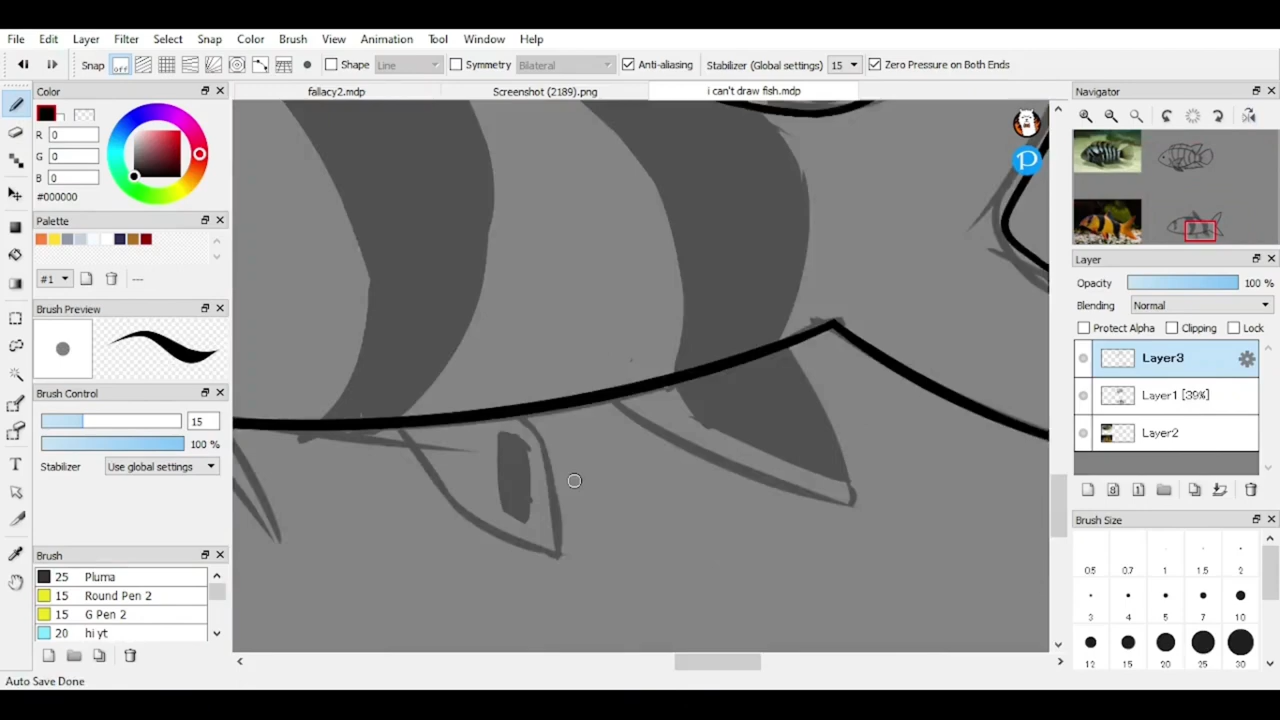 File Edit Layer Filter Select Snap Color Brush View Animation Tool Window Help
Snap off Shape Line Symmetry Bilateral Anti-aliasing Stabilizer (Global settings) 15 Zero Pressure on Both Ends
Color
fallacy2.mdp
Screenshot (2189).png
i can't draw fish.mdp
Navigator
R 0
G 0
B 0
#000000
Palette
#1
---
Brush Preview
Brush Control
15
100 %
Stabilizer Use global settings
Brush
25 Pluma
15 Round Pen 2
15 G Pen 2
20 hi yt
Layer
Opacity 100 %
Blending Normal
Protect Alpha Clipping Lock
Layer3
Layer1 [39%]
Layer2
8
1
Brush Size
0.5 0.7 1 1.5 2
3 4 5 7 10
12 15 20 25 30
Auto Save Done